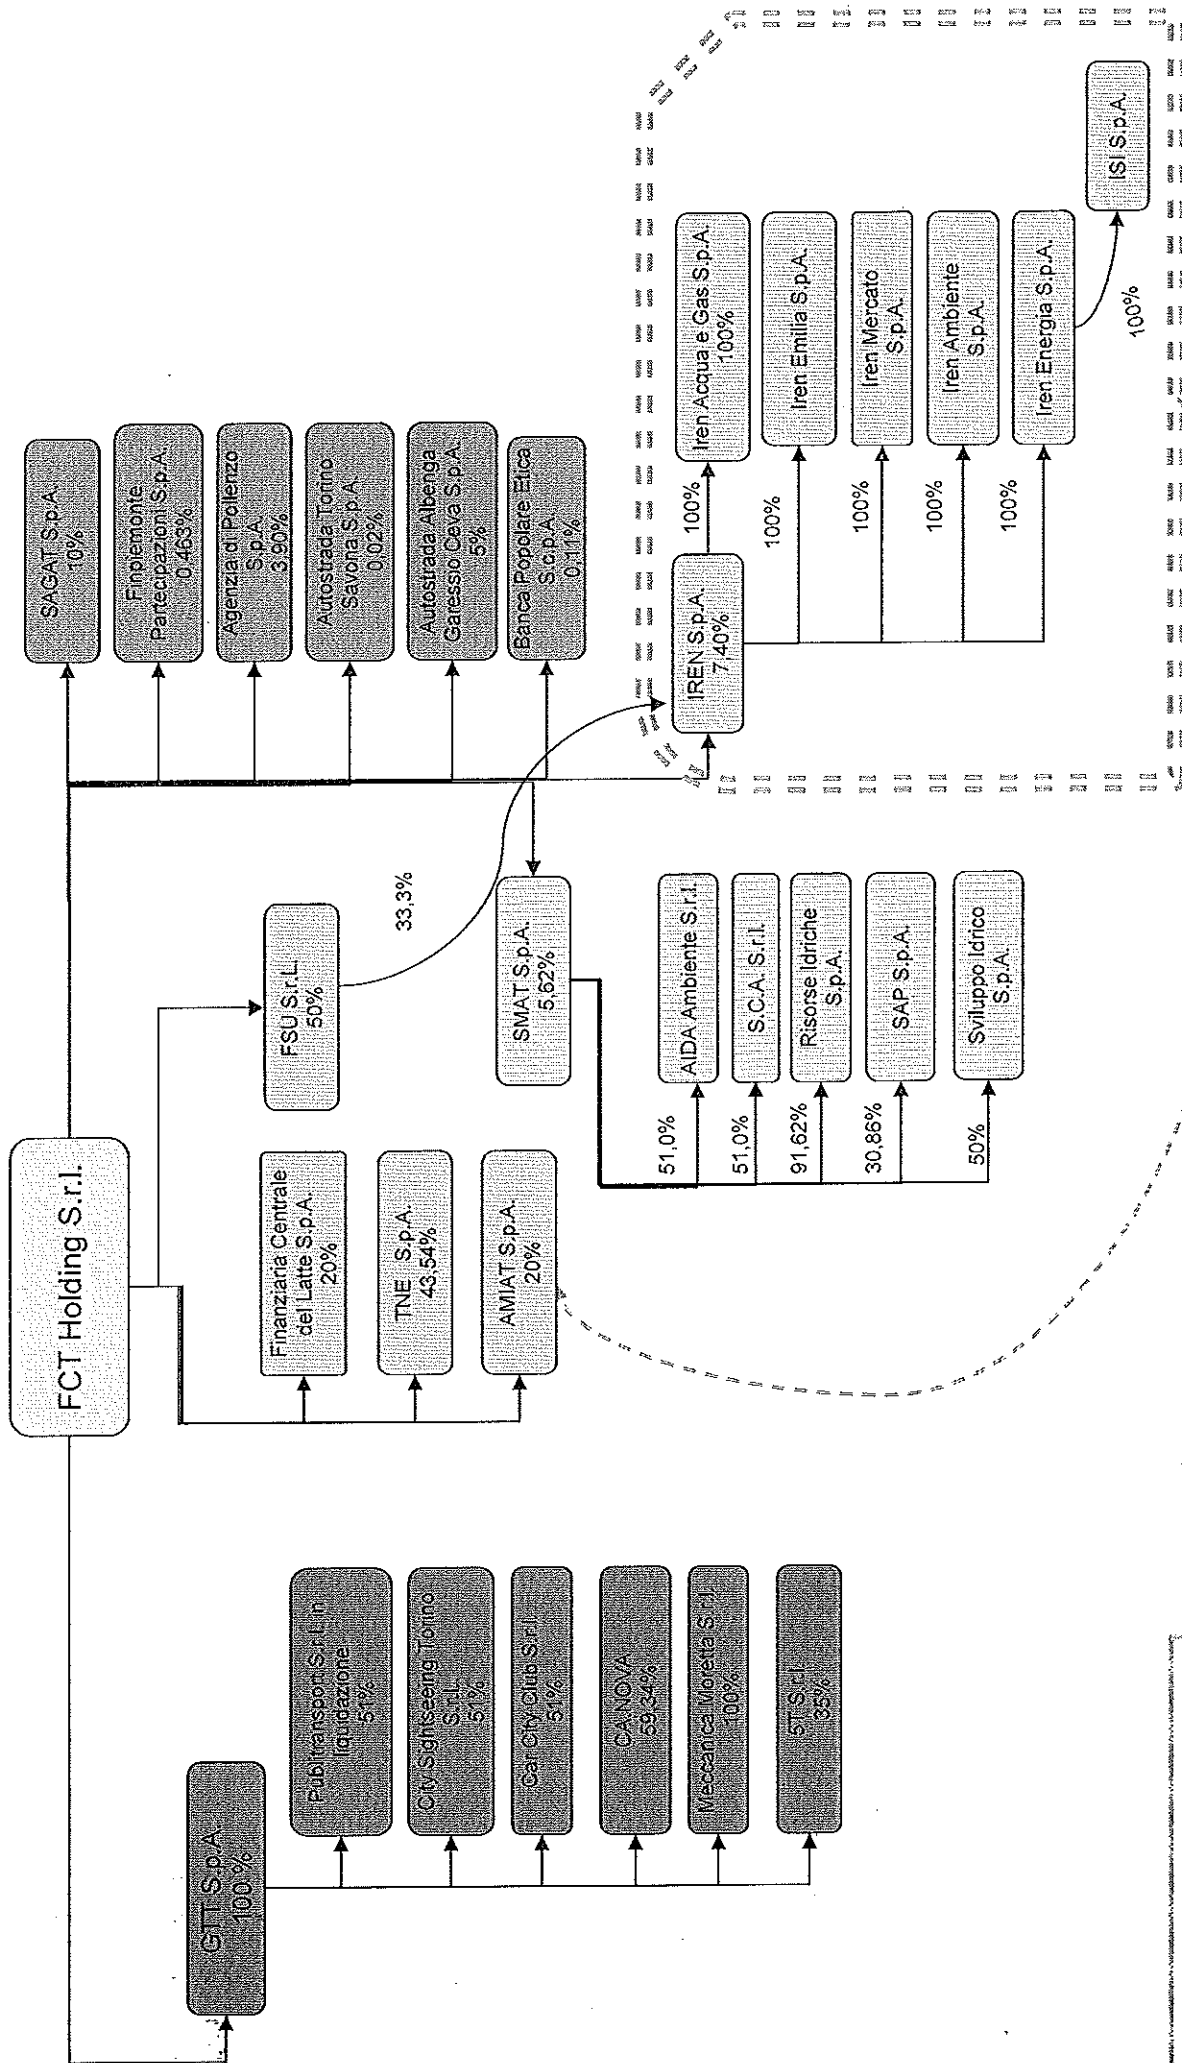 FCT Holding S.r.l.
GTT S.p.A.
100 %
Publitransport S.r.l. in
liquidazione
51%
City Sightseeing Torino
S.r.l.
51%
Car City Club S.r.l.
51%
CA.NOVA
59,34%
Meccanica Moretta S.r.l.
100%
5T S.r.l.
35%
Finanziaria Centrale
del Latte S.p.A.
20%
TNE S.p.A.
43,54%
AMIAT S.p.A.
20%
FSU S.r.L.
50%
33,3%
SMAT S.p.A.
5,62%
51,0%
AIDA Ambiente S.r.l.
51,0%
S.C.A. S.r.l.
91,62%
Risorse Idriche
S.p.A.
30,86%
SAP S.p.A.
50%
Sviluppo Idrico
S.p.A.
SAGAT S.p.A.
10%
Finpiemonte
Partecipazioni S.p.A.
0,463%
Agenzia di Pollenzo
S.p.A.
3,90%
Autostrada Torino
Savona S.p.A.
0,02%
Autostrada Albenga
Garessio Ceva S.p.A.
5%
Banca Popolare Etica
S.c.p.A.
0,11%
IREN S.p.A.
7,40%
100%
Iren Acqua e Gas S.p.A.
100%
100%
Iren Emilia S.p.A.
100%
Iren Mercato
S.p.A.
100%
Iren Ambiente
S.p.A.
100%
Iren Energia S.p.A.
100%
ISI S.p.A.